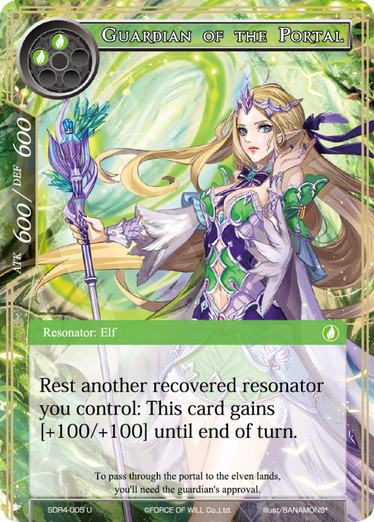 Guardian of the Portal
ATK 600 / DEF 600
Resonator: Elf
Rest another recovered resonator
you control: This card gains
[+100/+100] until end of turn.
To pass through the portal to the elven lands,
you'll need the guardian's approval.
SDR4-005 U ©FORCE OF WILL Co.,Ltd. Illust/BANAMONS*